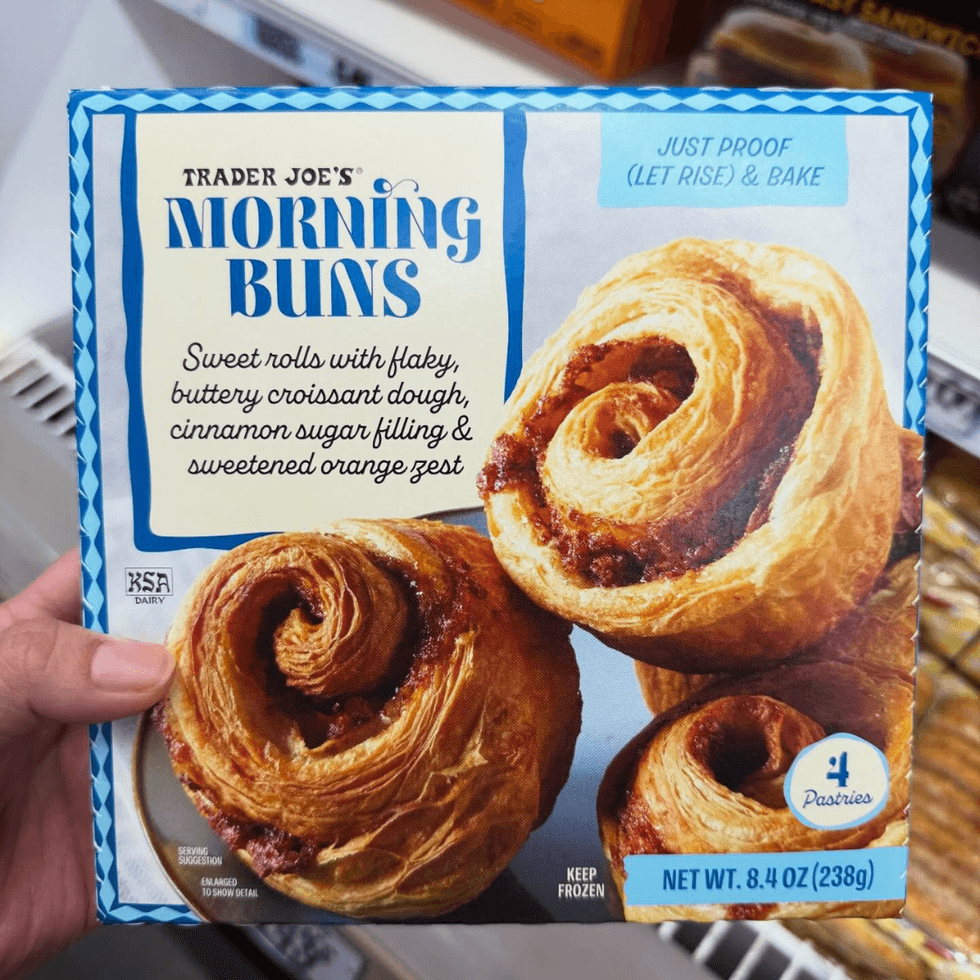 TRADER JOE'S®
MORNING
BUNS
Sweet rolls with flaky,
buttery croissant dough,
cinnamon sugar filling &
sweetened orange zest
JUST PROOF
(LET RISE) & BAKE
KSA
DAIRY
4
Pastries
SERVING
SUGGESTION
ENLARGED
TO SHOW DETAIL
KEEP
FROZEN
NET WT. 8.4 OZ (238g)